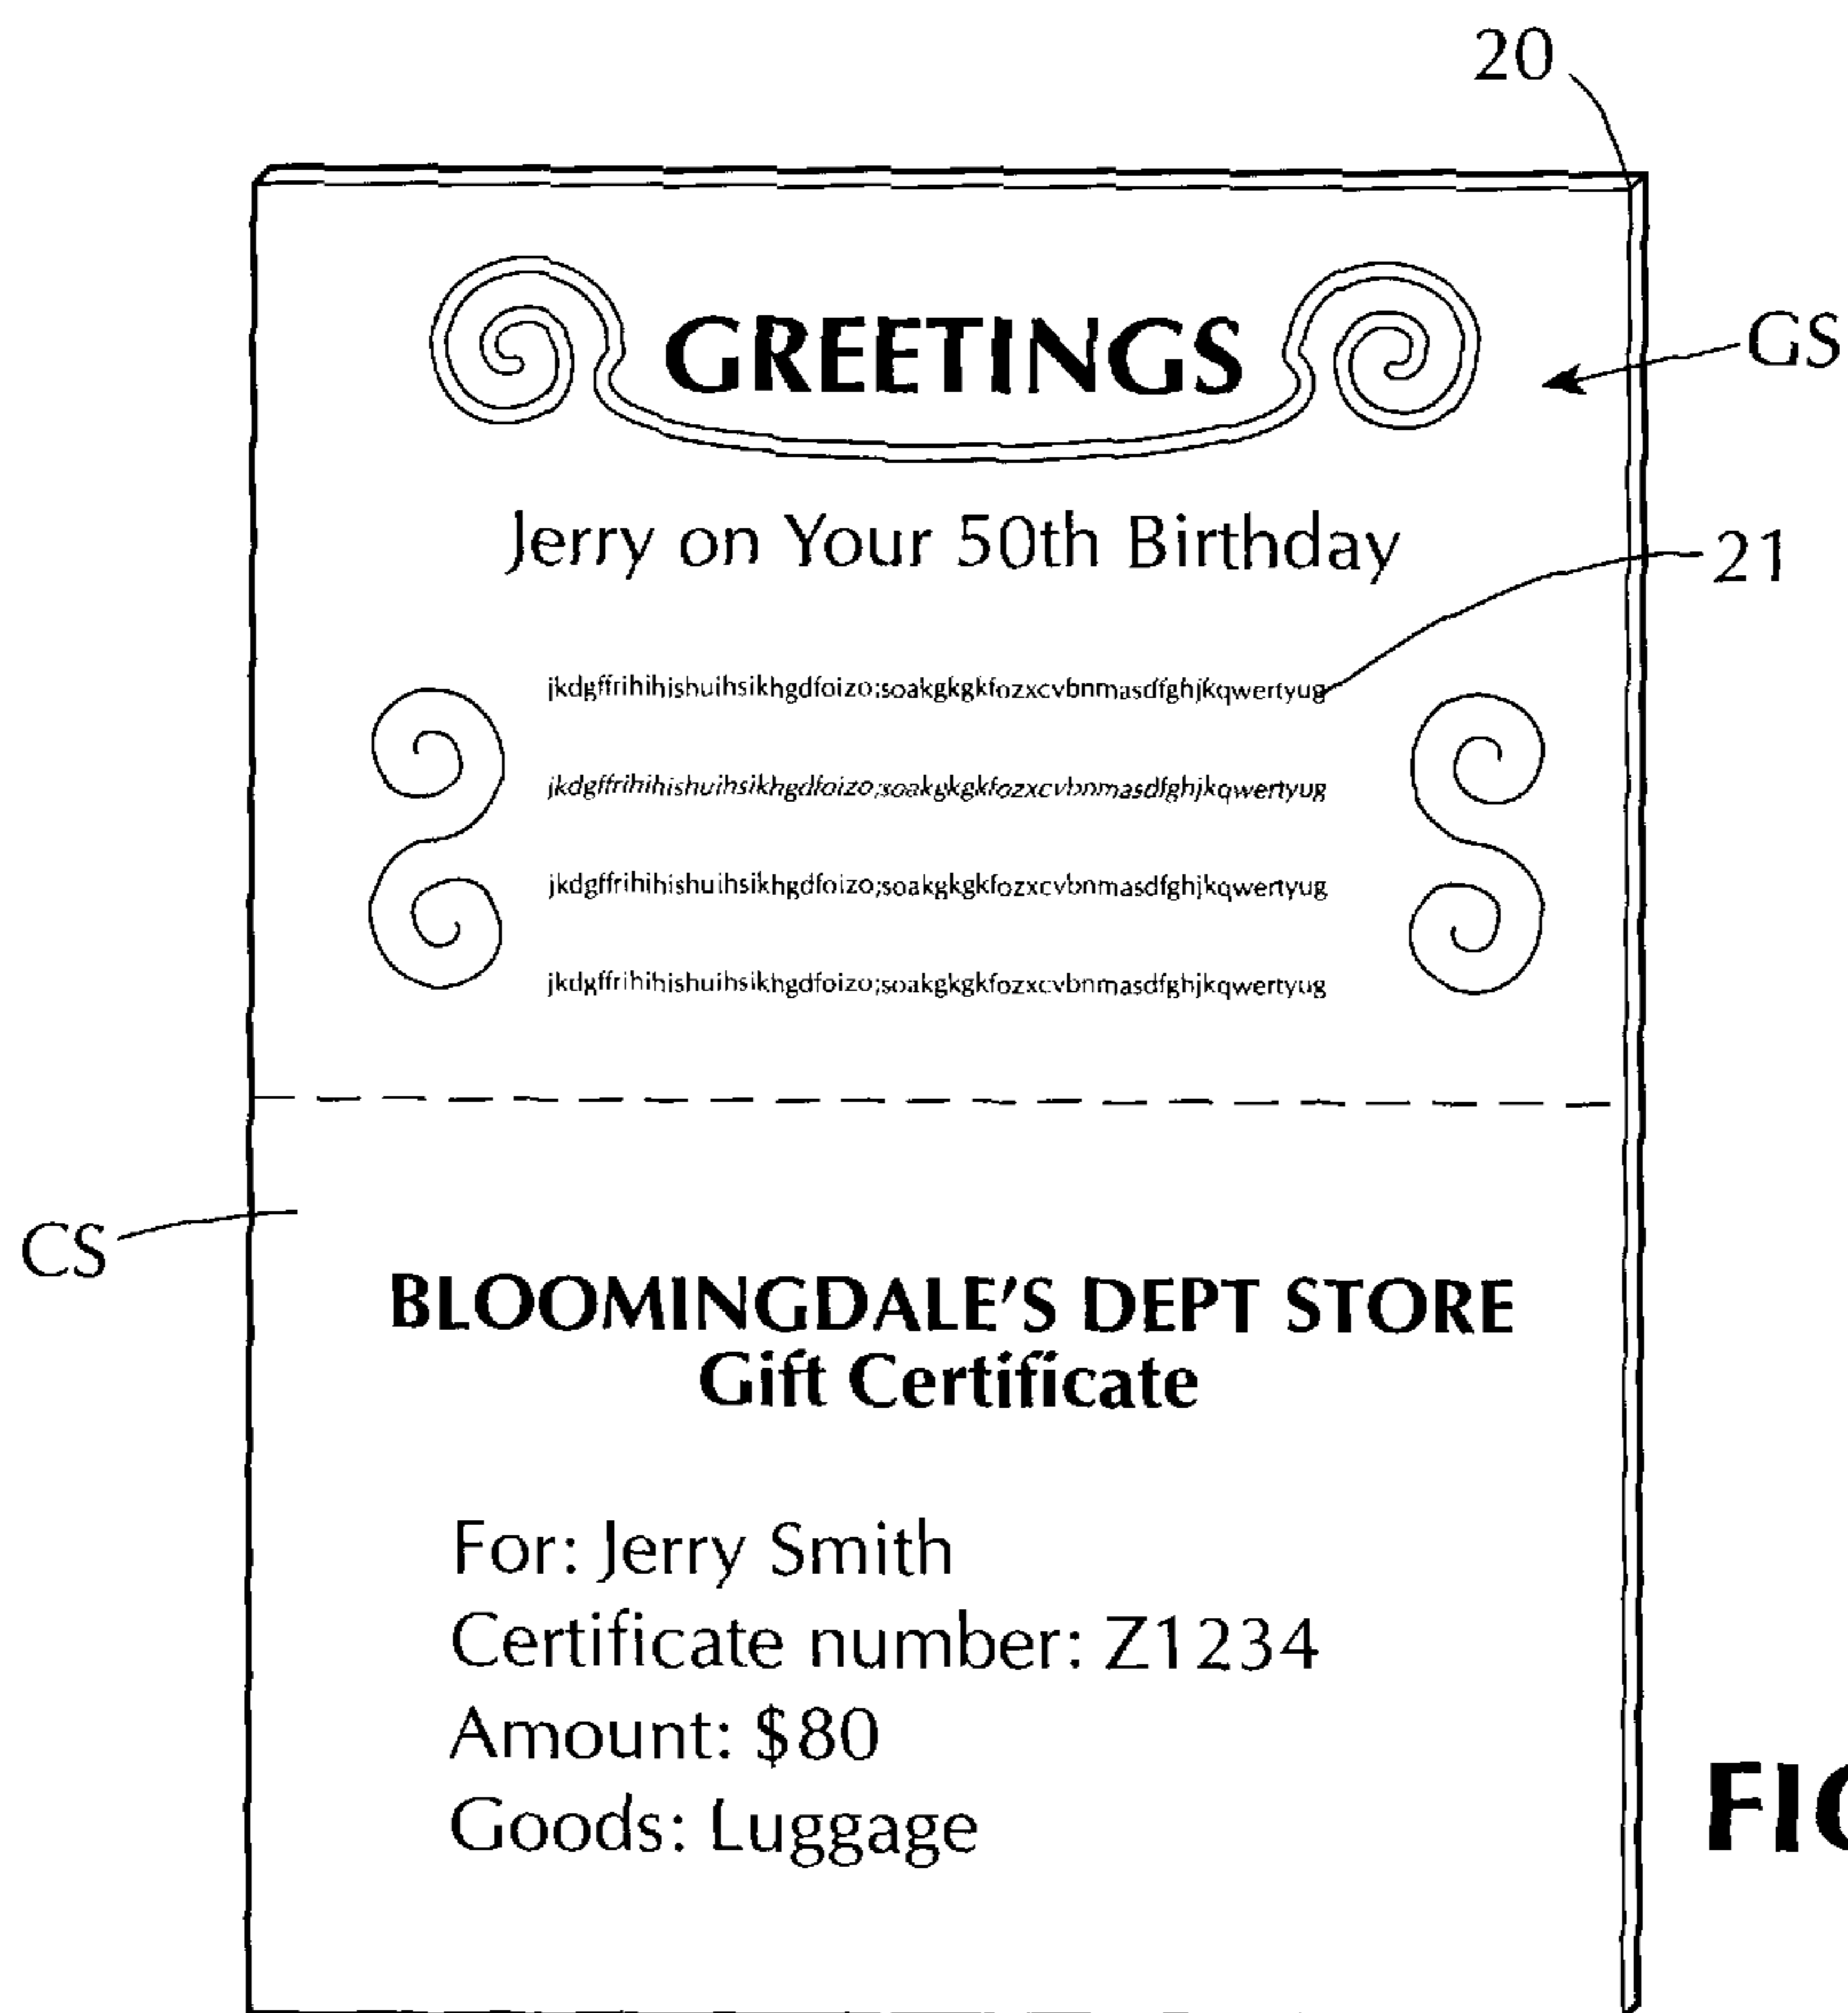 20
GREETINGS
GS
Jerry on Your 50th Birthday
21
jkdgffrihihishuihsikhgdfoizo;soakgkgkfozxcvbnmasdfghjkqwertyug
jkdgffrihihishuihsikhgdfoizo;soakgkgkfozxcvbnmasdfghjkqwertyug
jkdgffrihihishuihsikhgdfoizo;soakgkgkfozxcvbnmasdfghjkqwertyug
jkdgffrihihishuihsikhgdfoizo;soakgkgkfozxcvbnmasdfghjkqwertyug
CS
BLOOMINGDALE'S DEPT STORE
Gift Certificate
For: Jerry Smith
Certificate number: Z1234
Amount: $80
Goods: Luggage